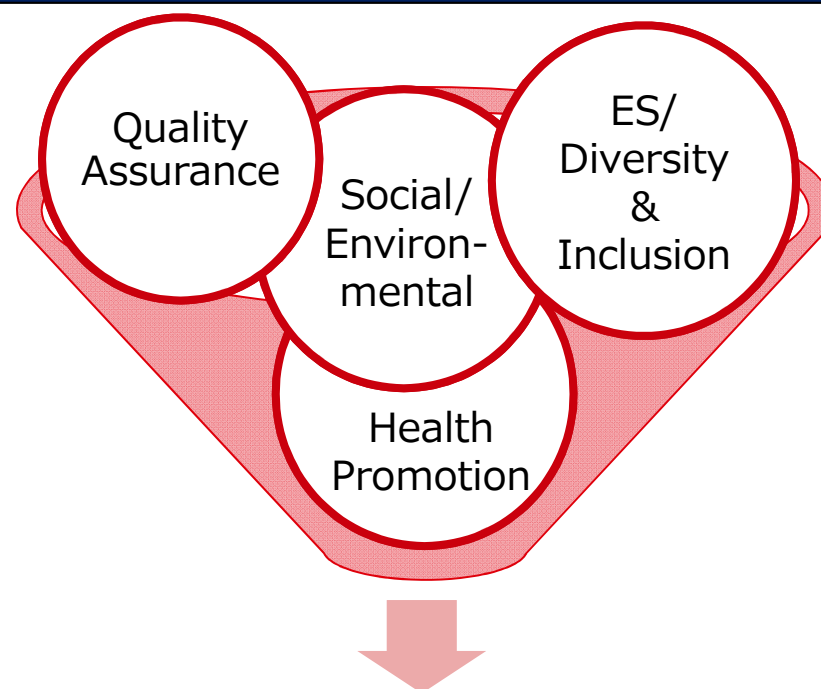 Quality
Assurance
Social/
Environ-
mental
ES/
Diversity
&
Inclusion
Health
Promotion